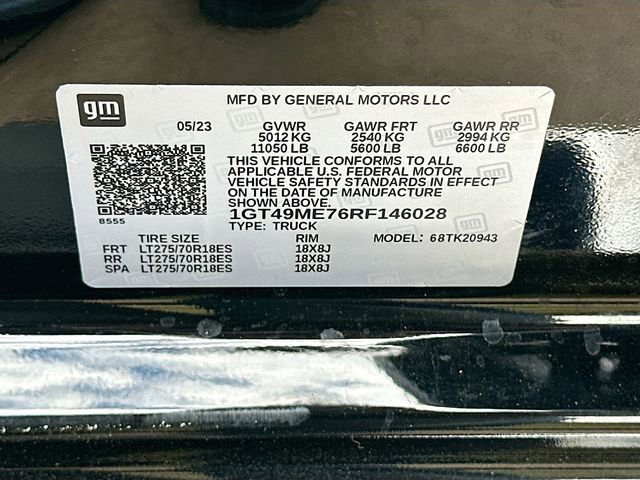 gm
MFD BY GENERAL MOTORS LLC
05/23 GVWR GAWR FRT GAWR RR
5012 KG 2540 KG 2994 KG
11050 LB 5600 LB 6600 LB
THIS VEHICLE CONFORMS TO ALL
APPLICABLE U.S. FEDERAL MOTOR
VEHICLE SAFETY STANDARDS IN EFFECT
ON THE DATE OF MANUFACTURE
SHOWN ABOVE.
8555
1GT49ME76RF146028
TYPE: TRUCK
TIRE SIZE RIM MODEL: 68TK20943
FRT LT275/70R18ES 18X8J
RR LT275/70R18ES 18X8J
SPA LT275/70R18ES 18X8J